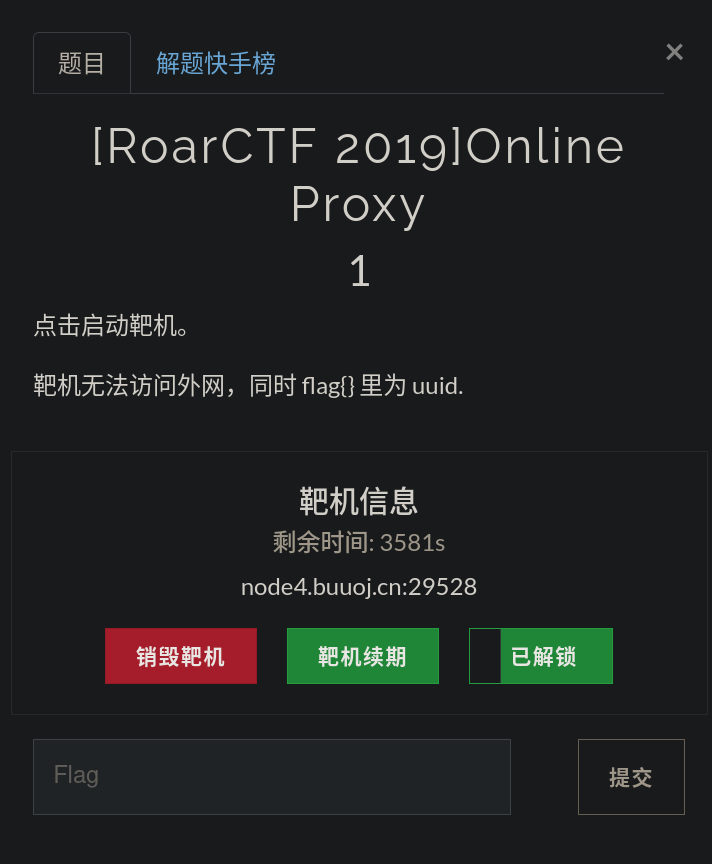 题目 解题快手榜 ×
[RoarCTF 2019]Online
Proxy
1
点击启动靶机。
靶机无法访问外网，同时 flag{} 里为 uuid.
靶机信息
剩余时间: 3581s
node4.buuoj.cn:29528
销毁靶机 靶机续期 已解锁
Flag 提交